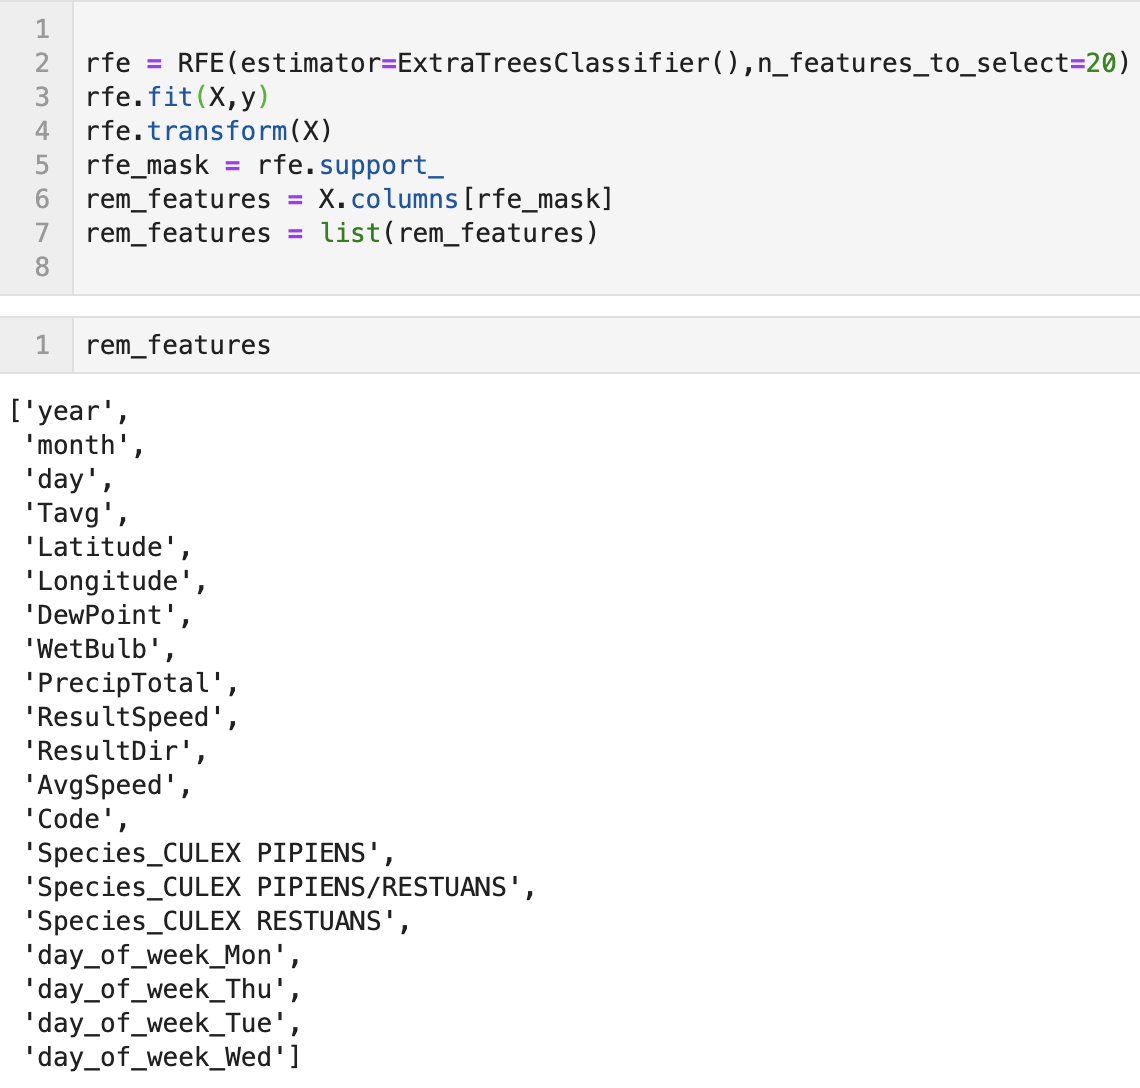 1
2 rfe = RFE(estimator=ExtraTreesClassifier(),n_features_to_select=20)
3 rfe.fit(X,y)
4 rfe.transform(X)
5 rfe_mask = rfe.support_
6 rem_features = X.columns[rfe_mask]
7 rem_features = list(rem_features)
8
1 rem_features
['year',
'month',
'day',
'Tavg',
'Latitude',
'Longitude',
'DewPoint',
'WetBulb',
'PrecipTotal',
'ResultSpeed',
'ResultDir',
'AvgSpeed',
'Code',
'Species_CULEX PIPIENS',
'Species_CULEX PIPIENS/RESTUANS',
'Species_CULEX RESTUANS',
'day_of_week_Mon',
'day_of_week_Thu',
'day_of_week_Tue',
'day_of_week_Wed']